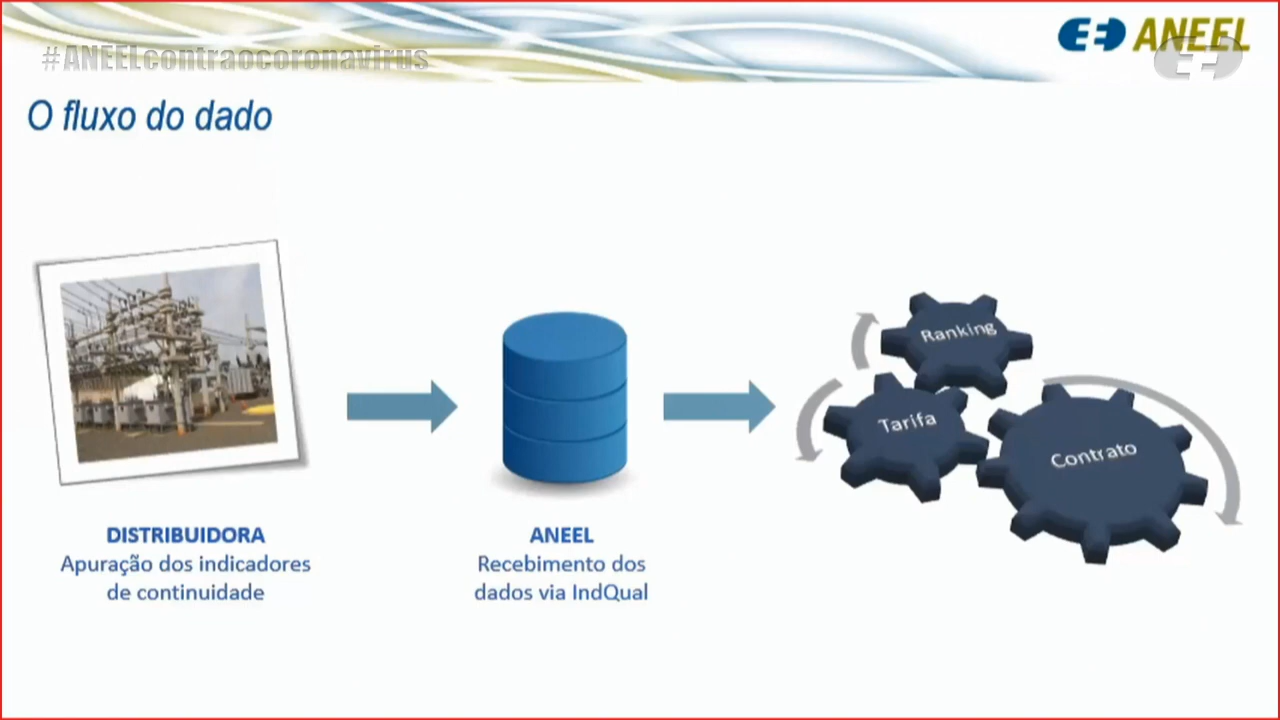 #ANEELcontraocoronavirus
ANEEL
O fluxo do dado
Ranking
Tarifa
Contrato
DISTRIBUIDORA
Apuração dos indicadores
de continuidade
ANEEL
Recebimento dos
dados via IndQual